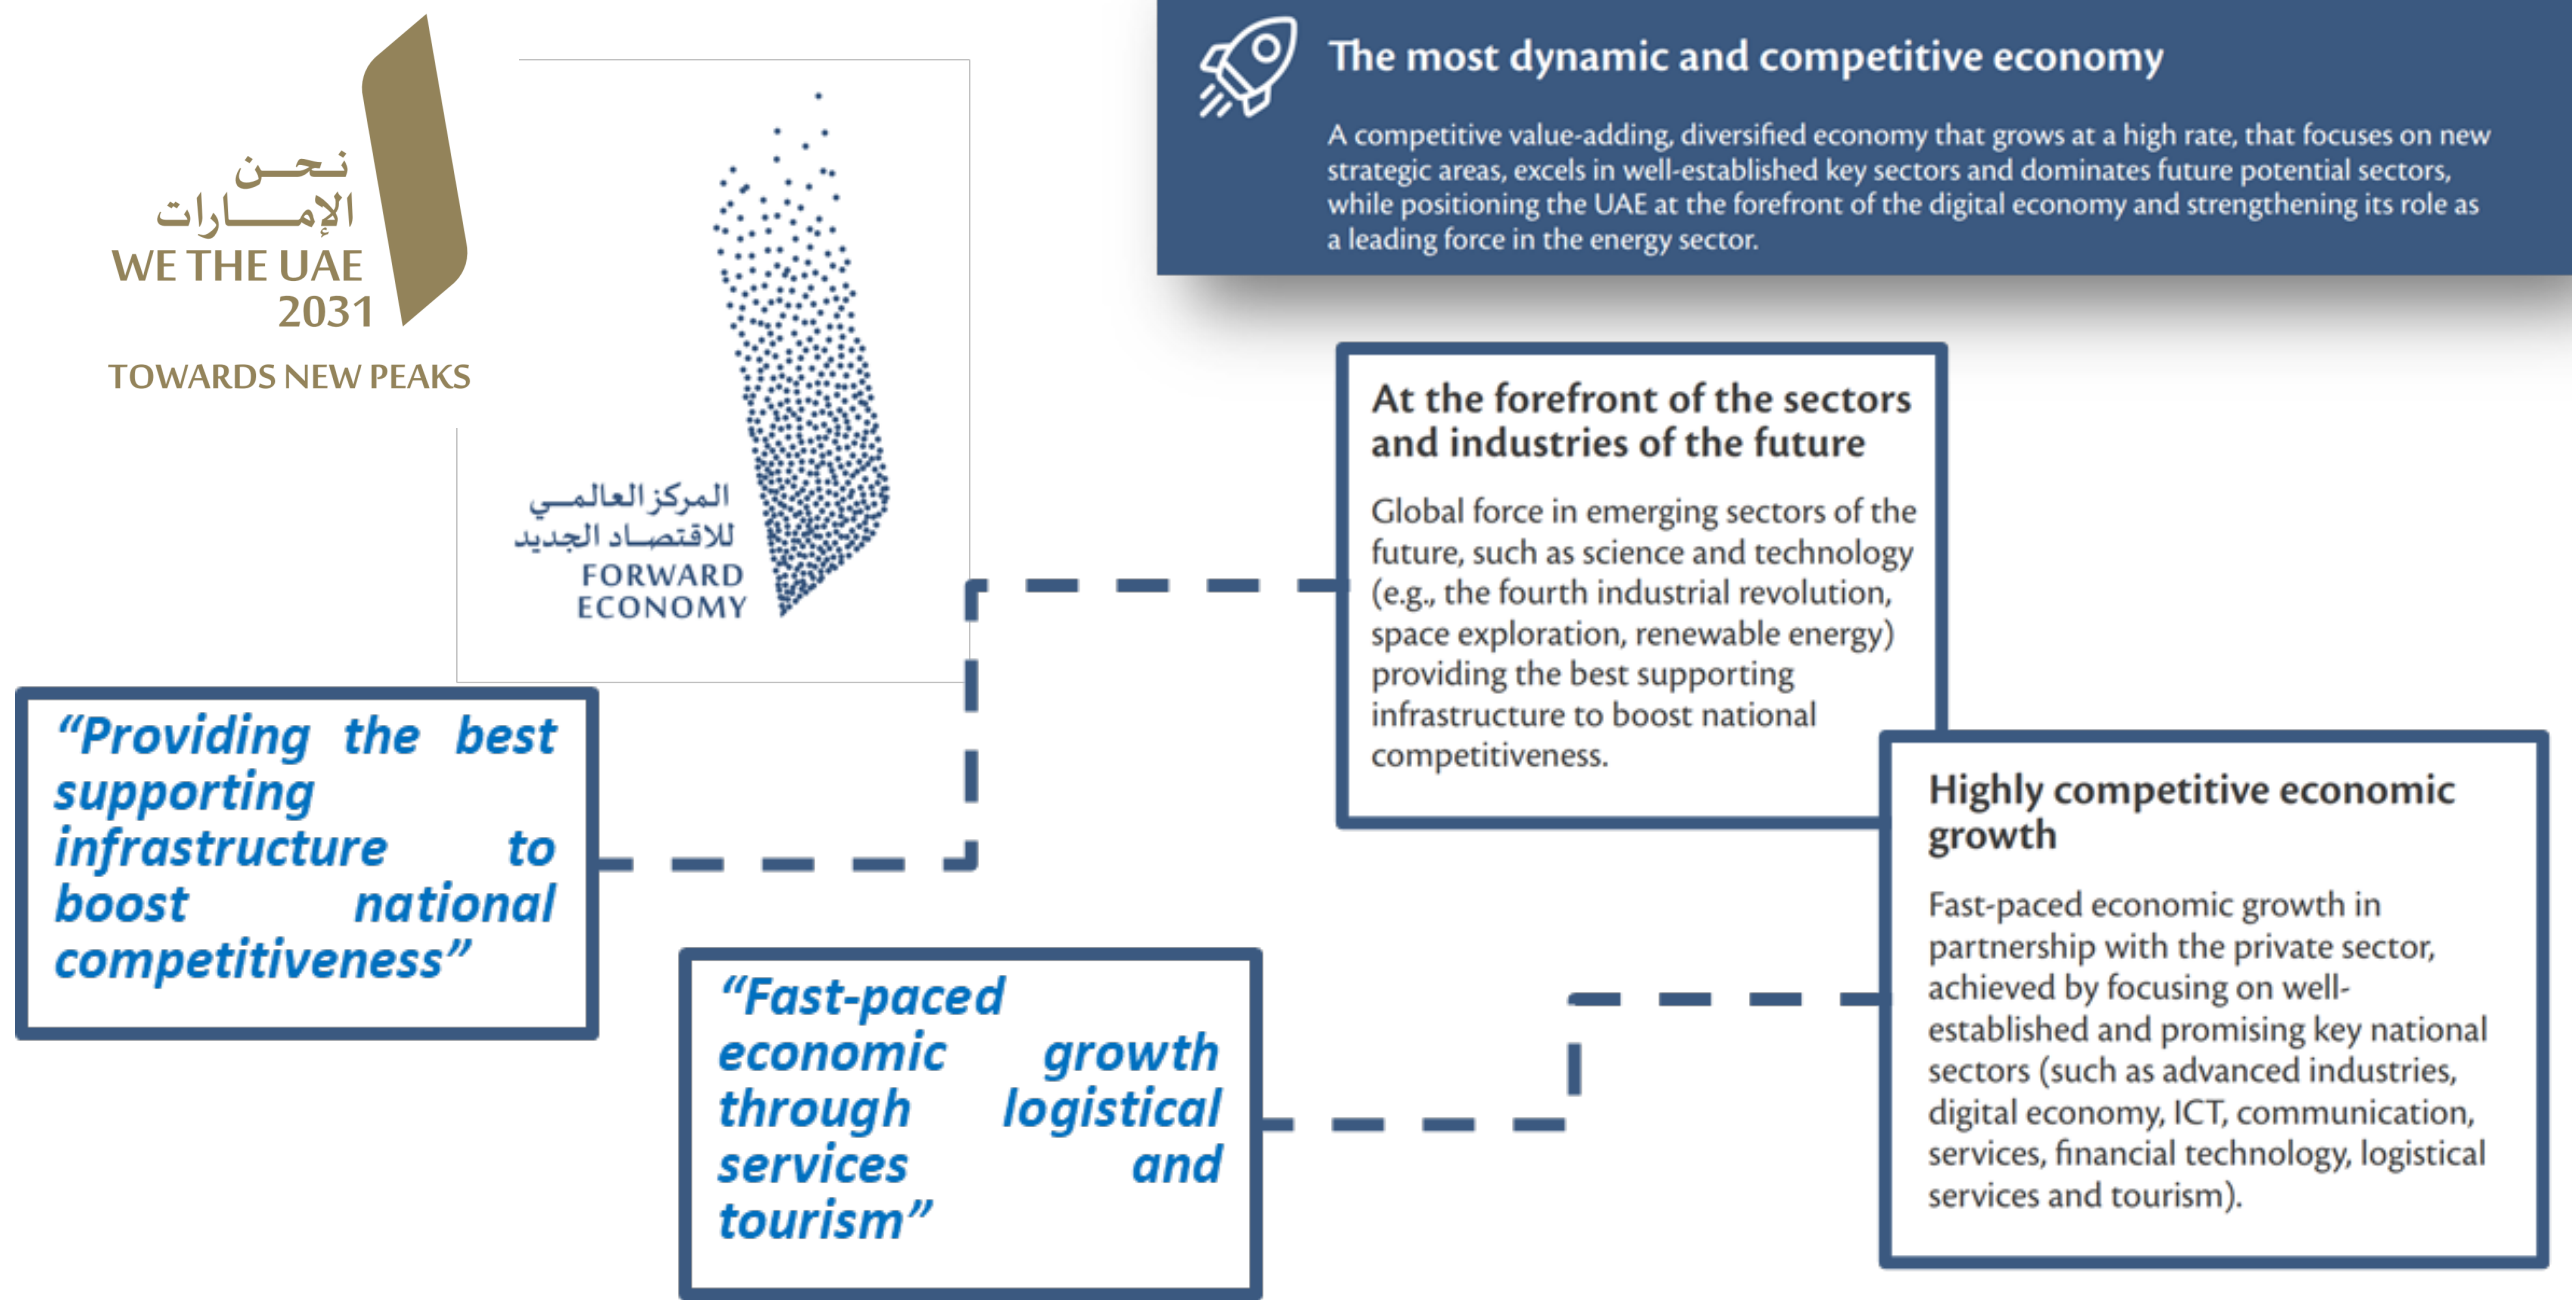 نحن
الإمارات
WE THE UAE
2031
TOWARDS NEW PEAKS
المركز العالمي
للاقتصاد الجديد
FORWARD
ECONOMY
The most dynamic and competitive economy
A competitive value-adding, diversified economy that grows at a high rate, that focuses on new
strategic areas, excels in well-established key sectors and dominates future potential sectors,
while positioning the UAE at the forefront of the digital economy and strengthening its role as
a leading force in the energy sector.
At the forefront of the sectors
and industries of the future
Global force in emerging sectors of the
future, such as science and technology
(e.g., the fourth industrial revolution,
space exploration, renewable energy)
providing the best supporting
infrastructure to boost national
competitiveness.
“Providing the best
supporting
infrastructure to
boost national
competitiveness”
Highly competitive economic
growth
Fast-paced economic growth in
partnership with the private sector,
achieved by focusing on well-
established and promising key national
sectors (such as advanced industries,
digital economy, ICT, communication,
services, financial technology, logistical
services and tourism).
“Fast-paced
economic growth
through logistical
services and
tourism”